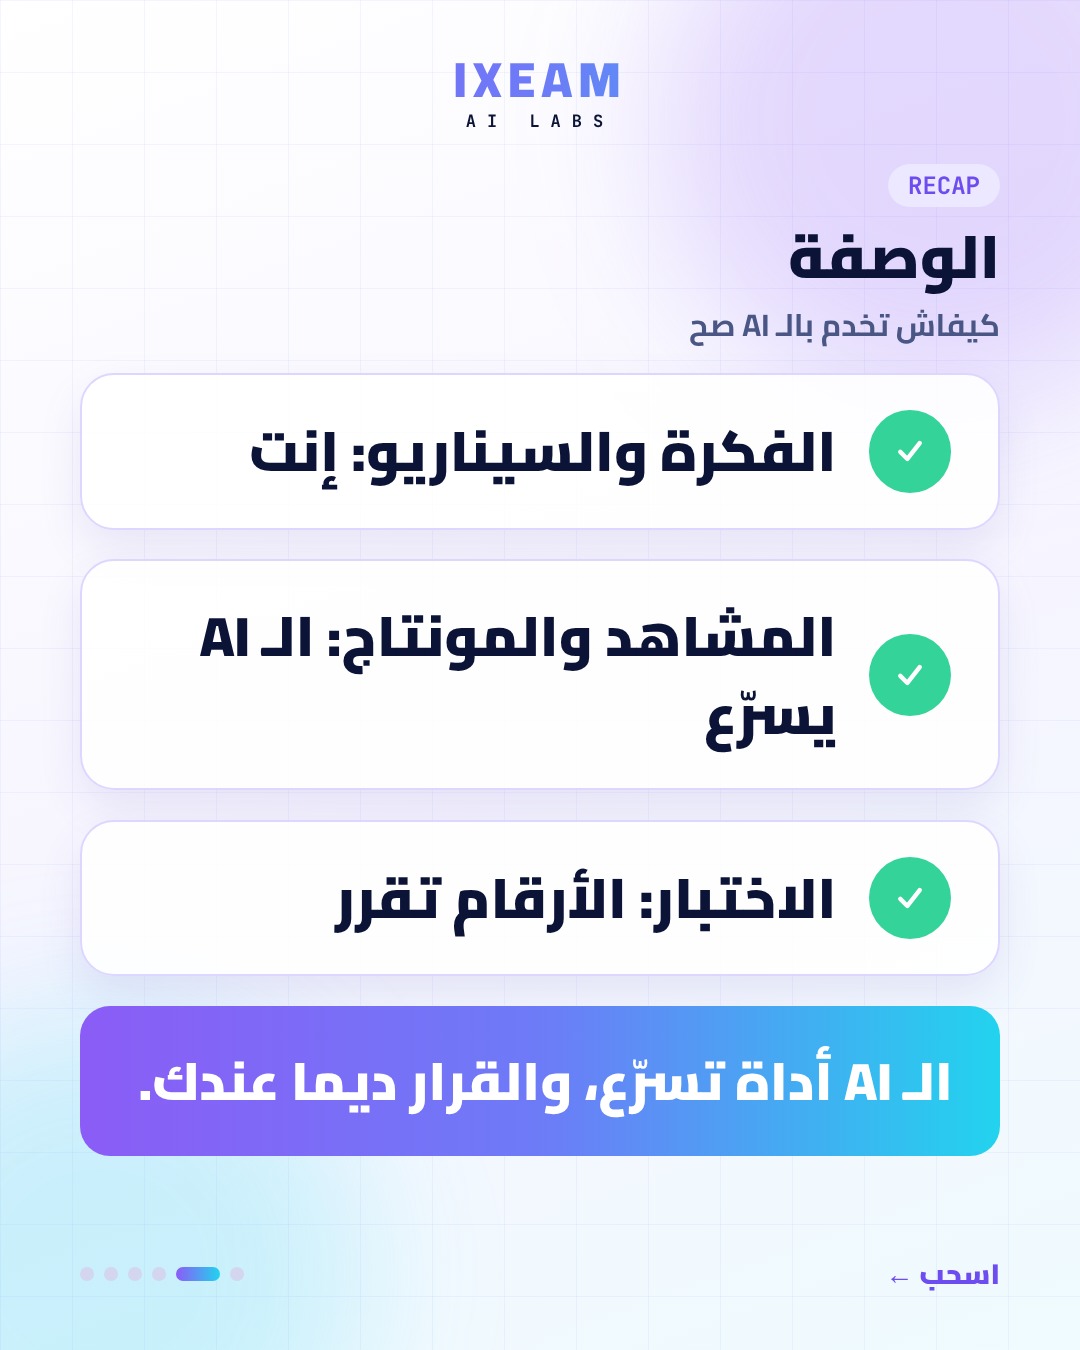 IXEAM
AI LABS
RECAP
الوصفة
كيفاش تخدم بالـ AI صح
الفكرة والسيناريو: إنت
المشاهد والمونتاج: الـ AI
يسرّع
الاختبار: الأرقام تقرر
الـ AI أداة تسرّع، والقرار ديما عندك.
اسحب ←